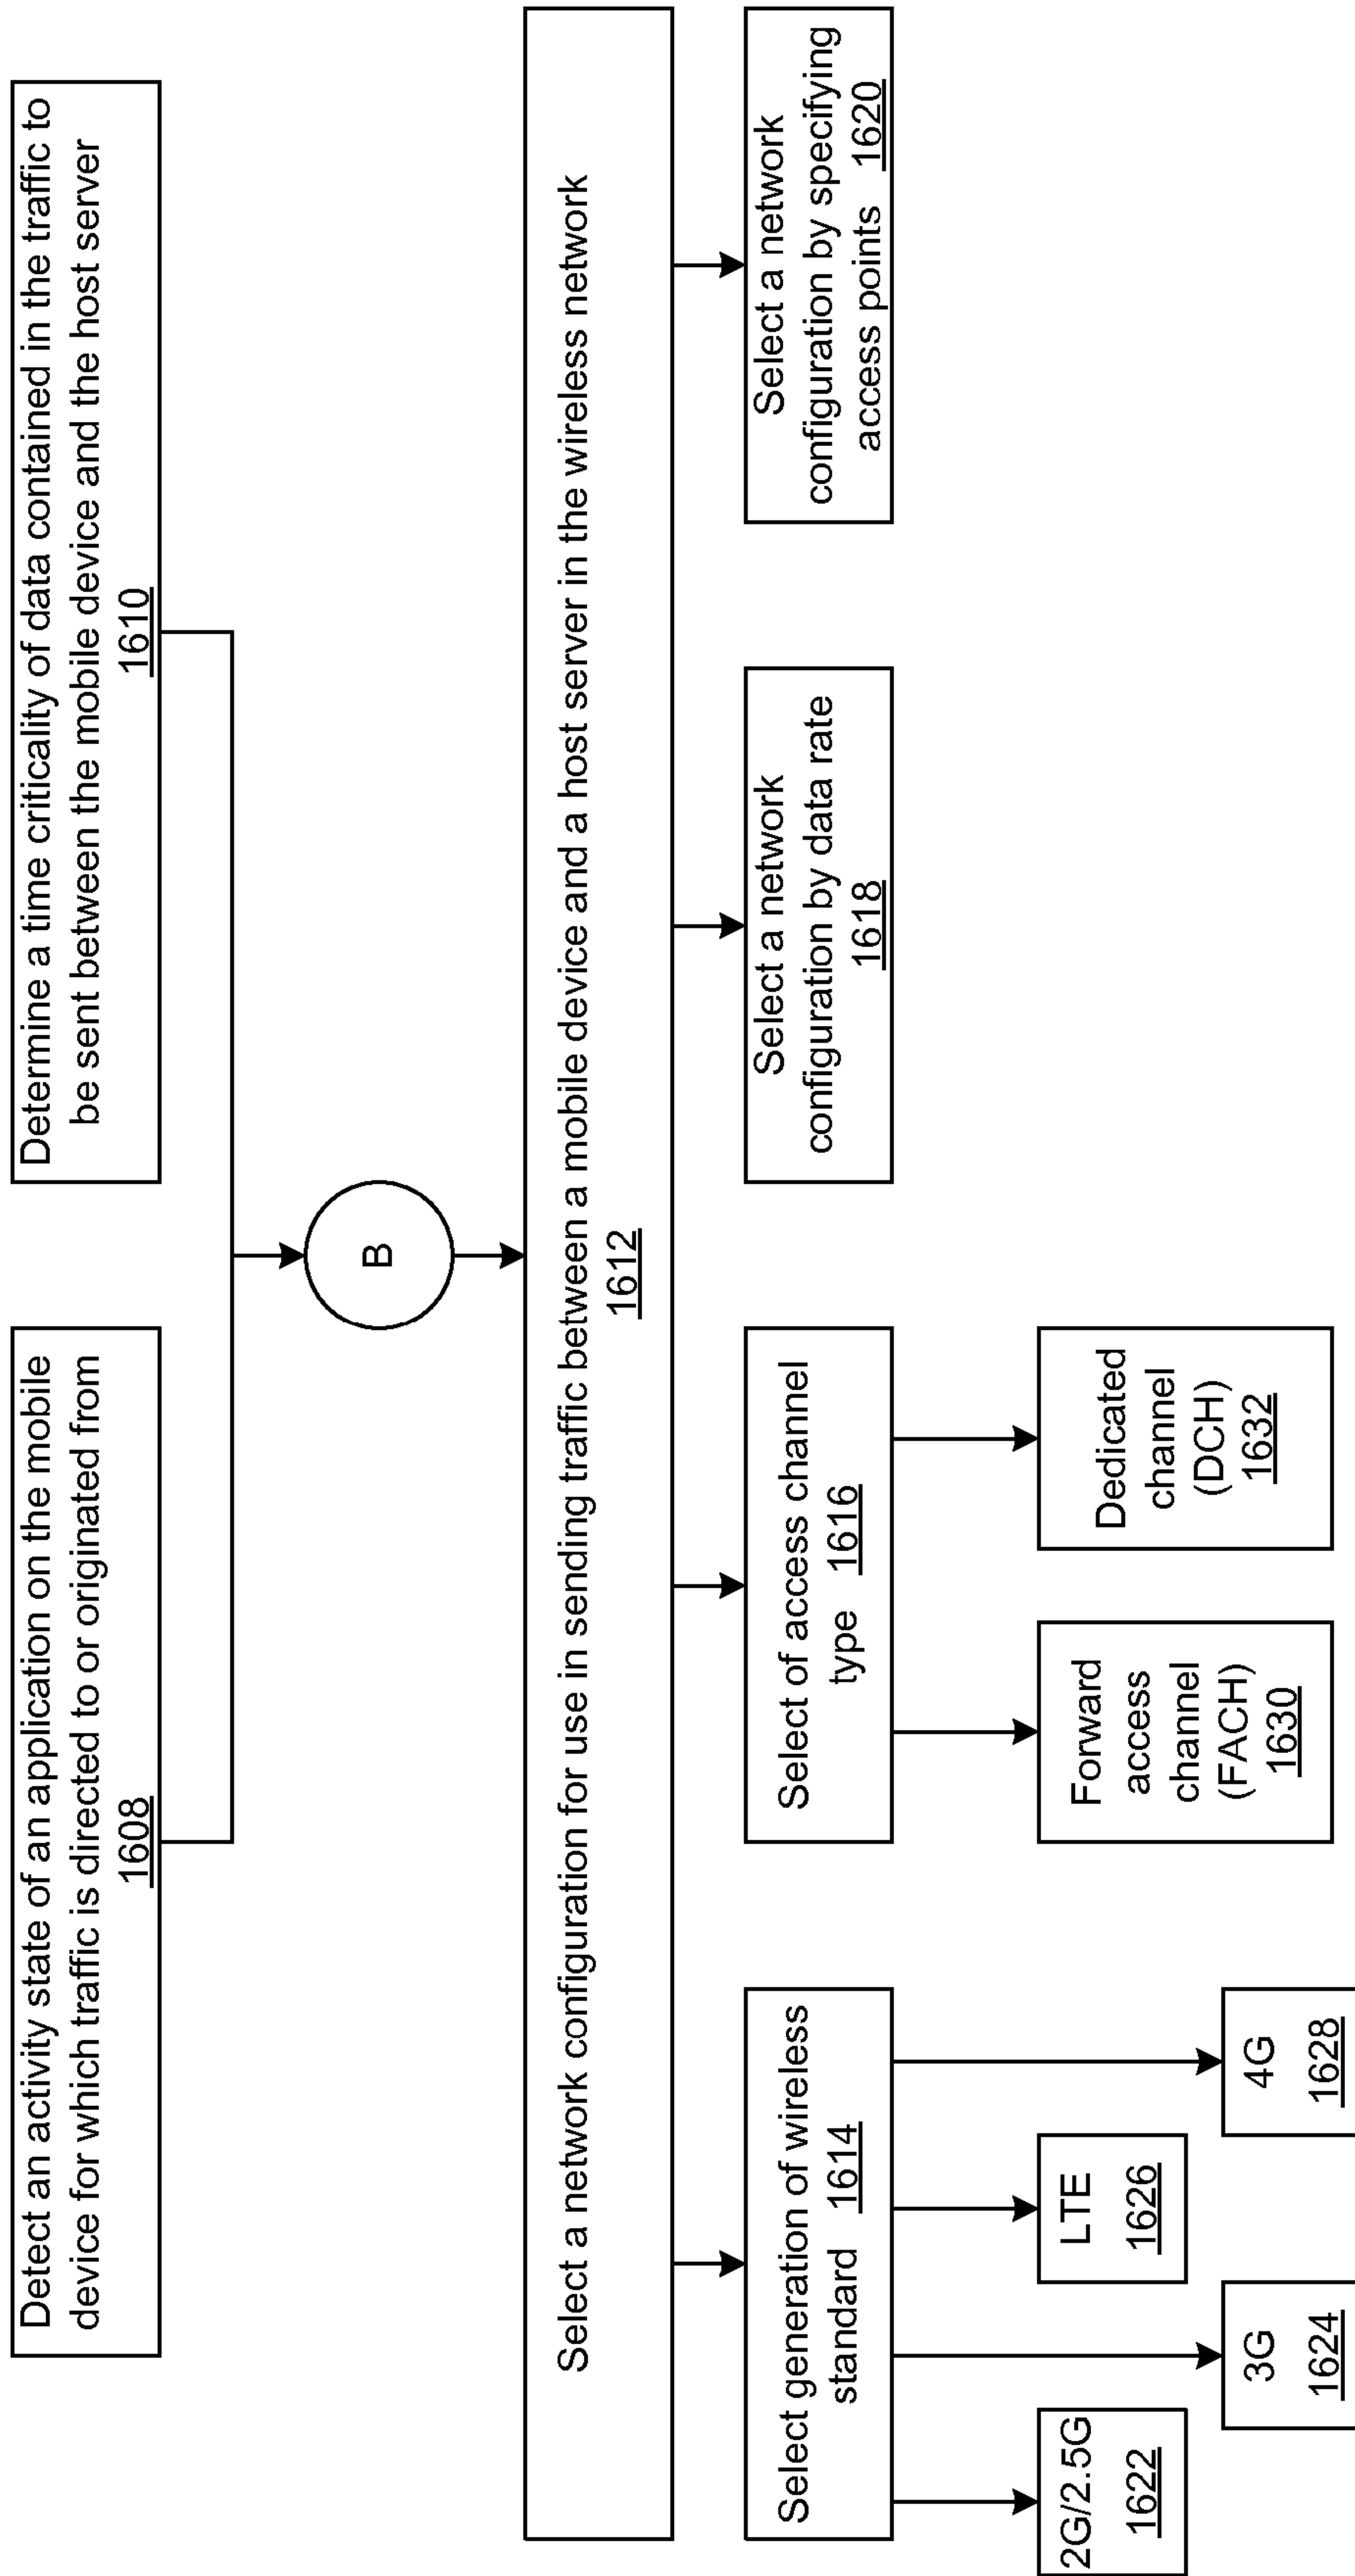 Detect an activity state of an application on the mobile
device for which traffic is directed to or originated from
1608
Determine a time criticality of data contained in the traffic to
be sent between the mobile device and the host server
1610
B
Select a network configuration for use in sending traffic between a mobile device and a host server in the wireless network
1612
Select generation of wireless
standard 1614
Select of access channel
type 1616
Select a network
configuration by data rate
1618
Select a network
configuration by specifying
access points 1620
2G/2.5G
1622
3G
1624
LTE
1626
4G
1628
Forward
access
channel
(FACH)
1630
Dedicated
channel
(DCH)
1632